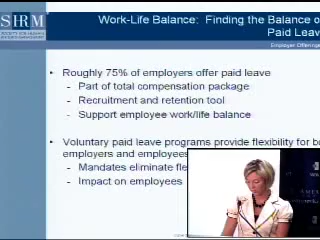 SHRM
Work-Life Balance: Finding the Balance o
Paid Leav
Employer Offerings
• Roughly 75% of employers offer paid leave
- Part of total compensation package
- Recruitment and retention tool
- Support employee work/life balance
• Voluntary paid leave programs provide flexibility for bo
employers and employees
- Mandates eliminate fle
- Impact on employees